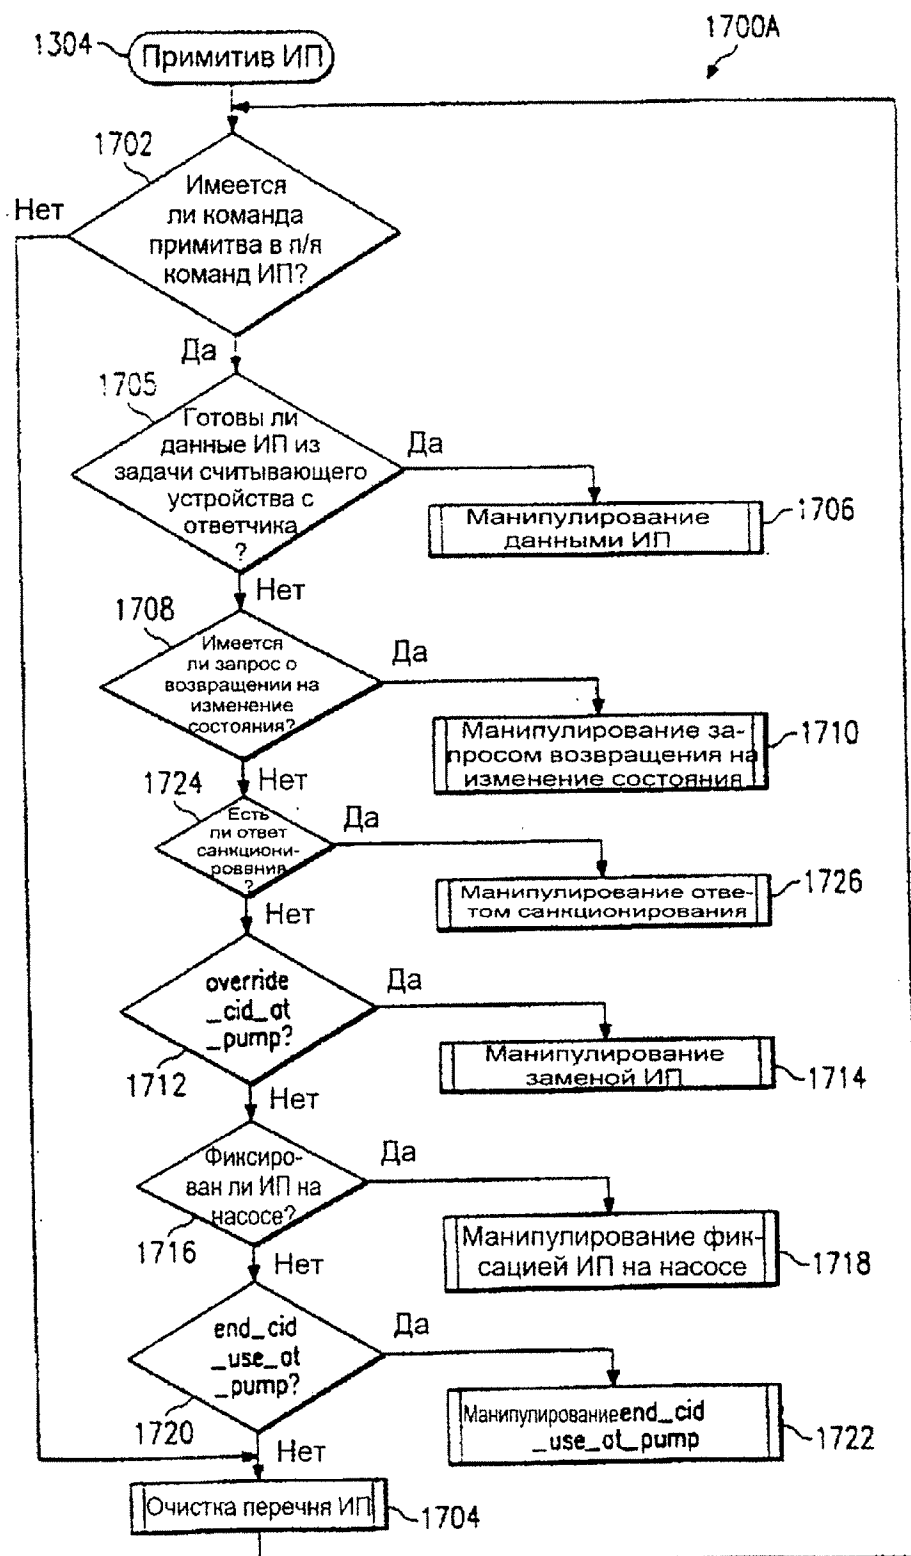 1700A
1304
Примитив ИП
1702
Нет
Имеется
ли команда
примитва в п/я
команд ИП?
Да
1705
Готовы ли
данные ИП из
задачи считывающего
устройства с
ответчика
?
Да
Манипулирование
данными ИП
1706
Нет
1708
Имеется
ли запрос о
возвращении на
изменение
состояния?
Да
Манипулирование за-
просом возвращения на
изменение состояния
1710
Нет
1724
Есть
ли ответ
санкциони-
рования
?
Да
Манипулирование отве-
том санкционирования
1726
Нет
override
_cid_at
_pump?
Да
1712
Манипулирование
заменой ИП
1714
Нет
Фиксиро-
ван ли ИП на
насосе?
Да
1716
Манипулирование фик-
сацией ИП на насосе
1718
Нет
end_cid
_use_at
_pump?
Да
1720
Манипулирование end_cid
_use_at_pump
1722
Нет
Очистка перечня ИП
1704